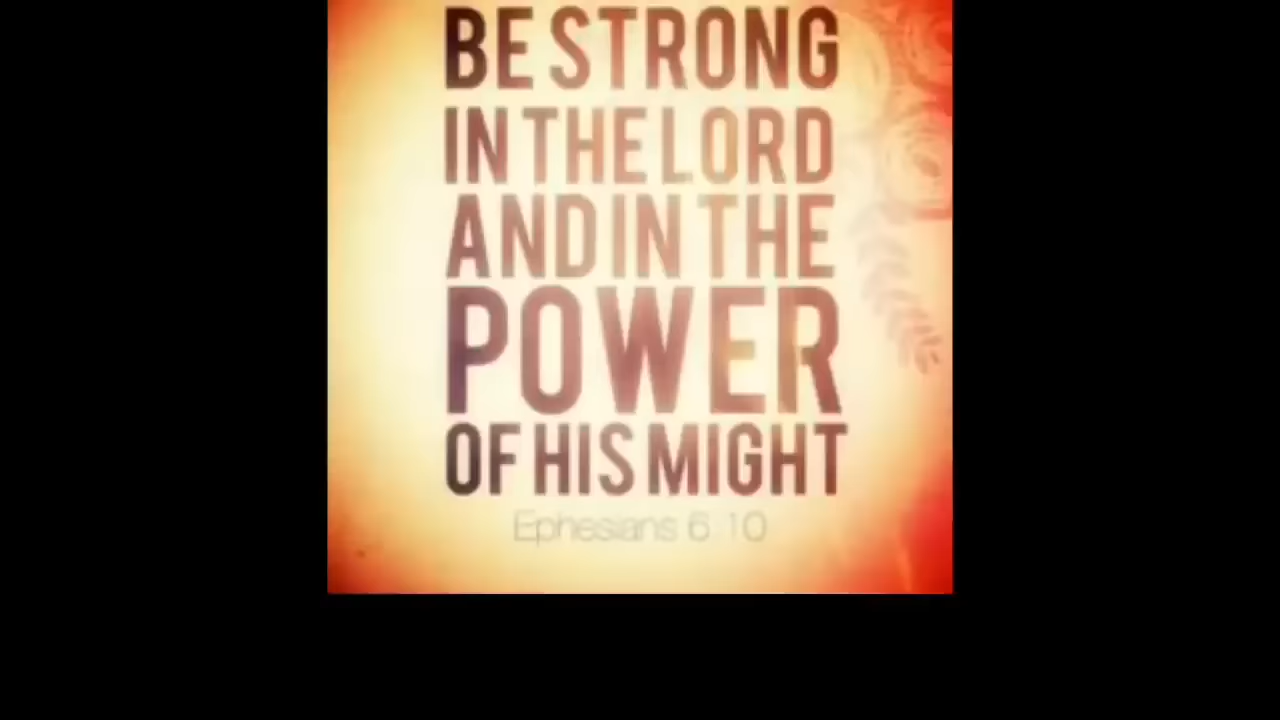 BE STRONG
IN THE LORD
AND IN THE
POWER
OF HIS MIGHT
Ephesians 6:10